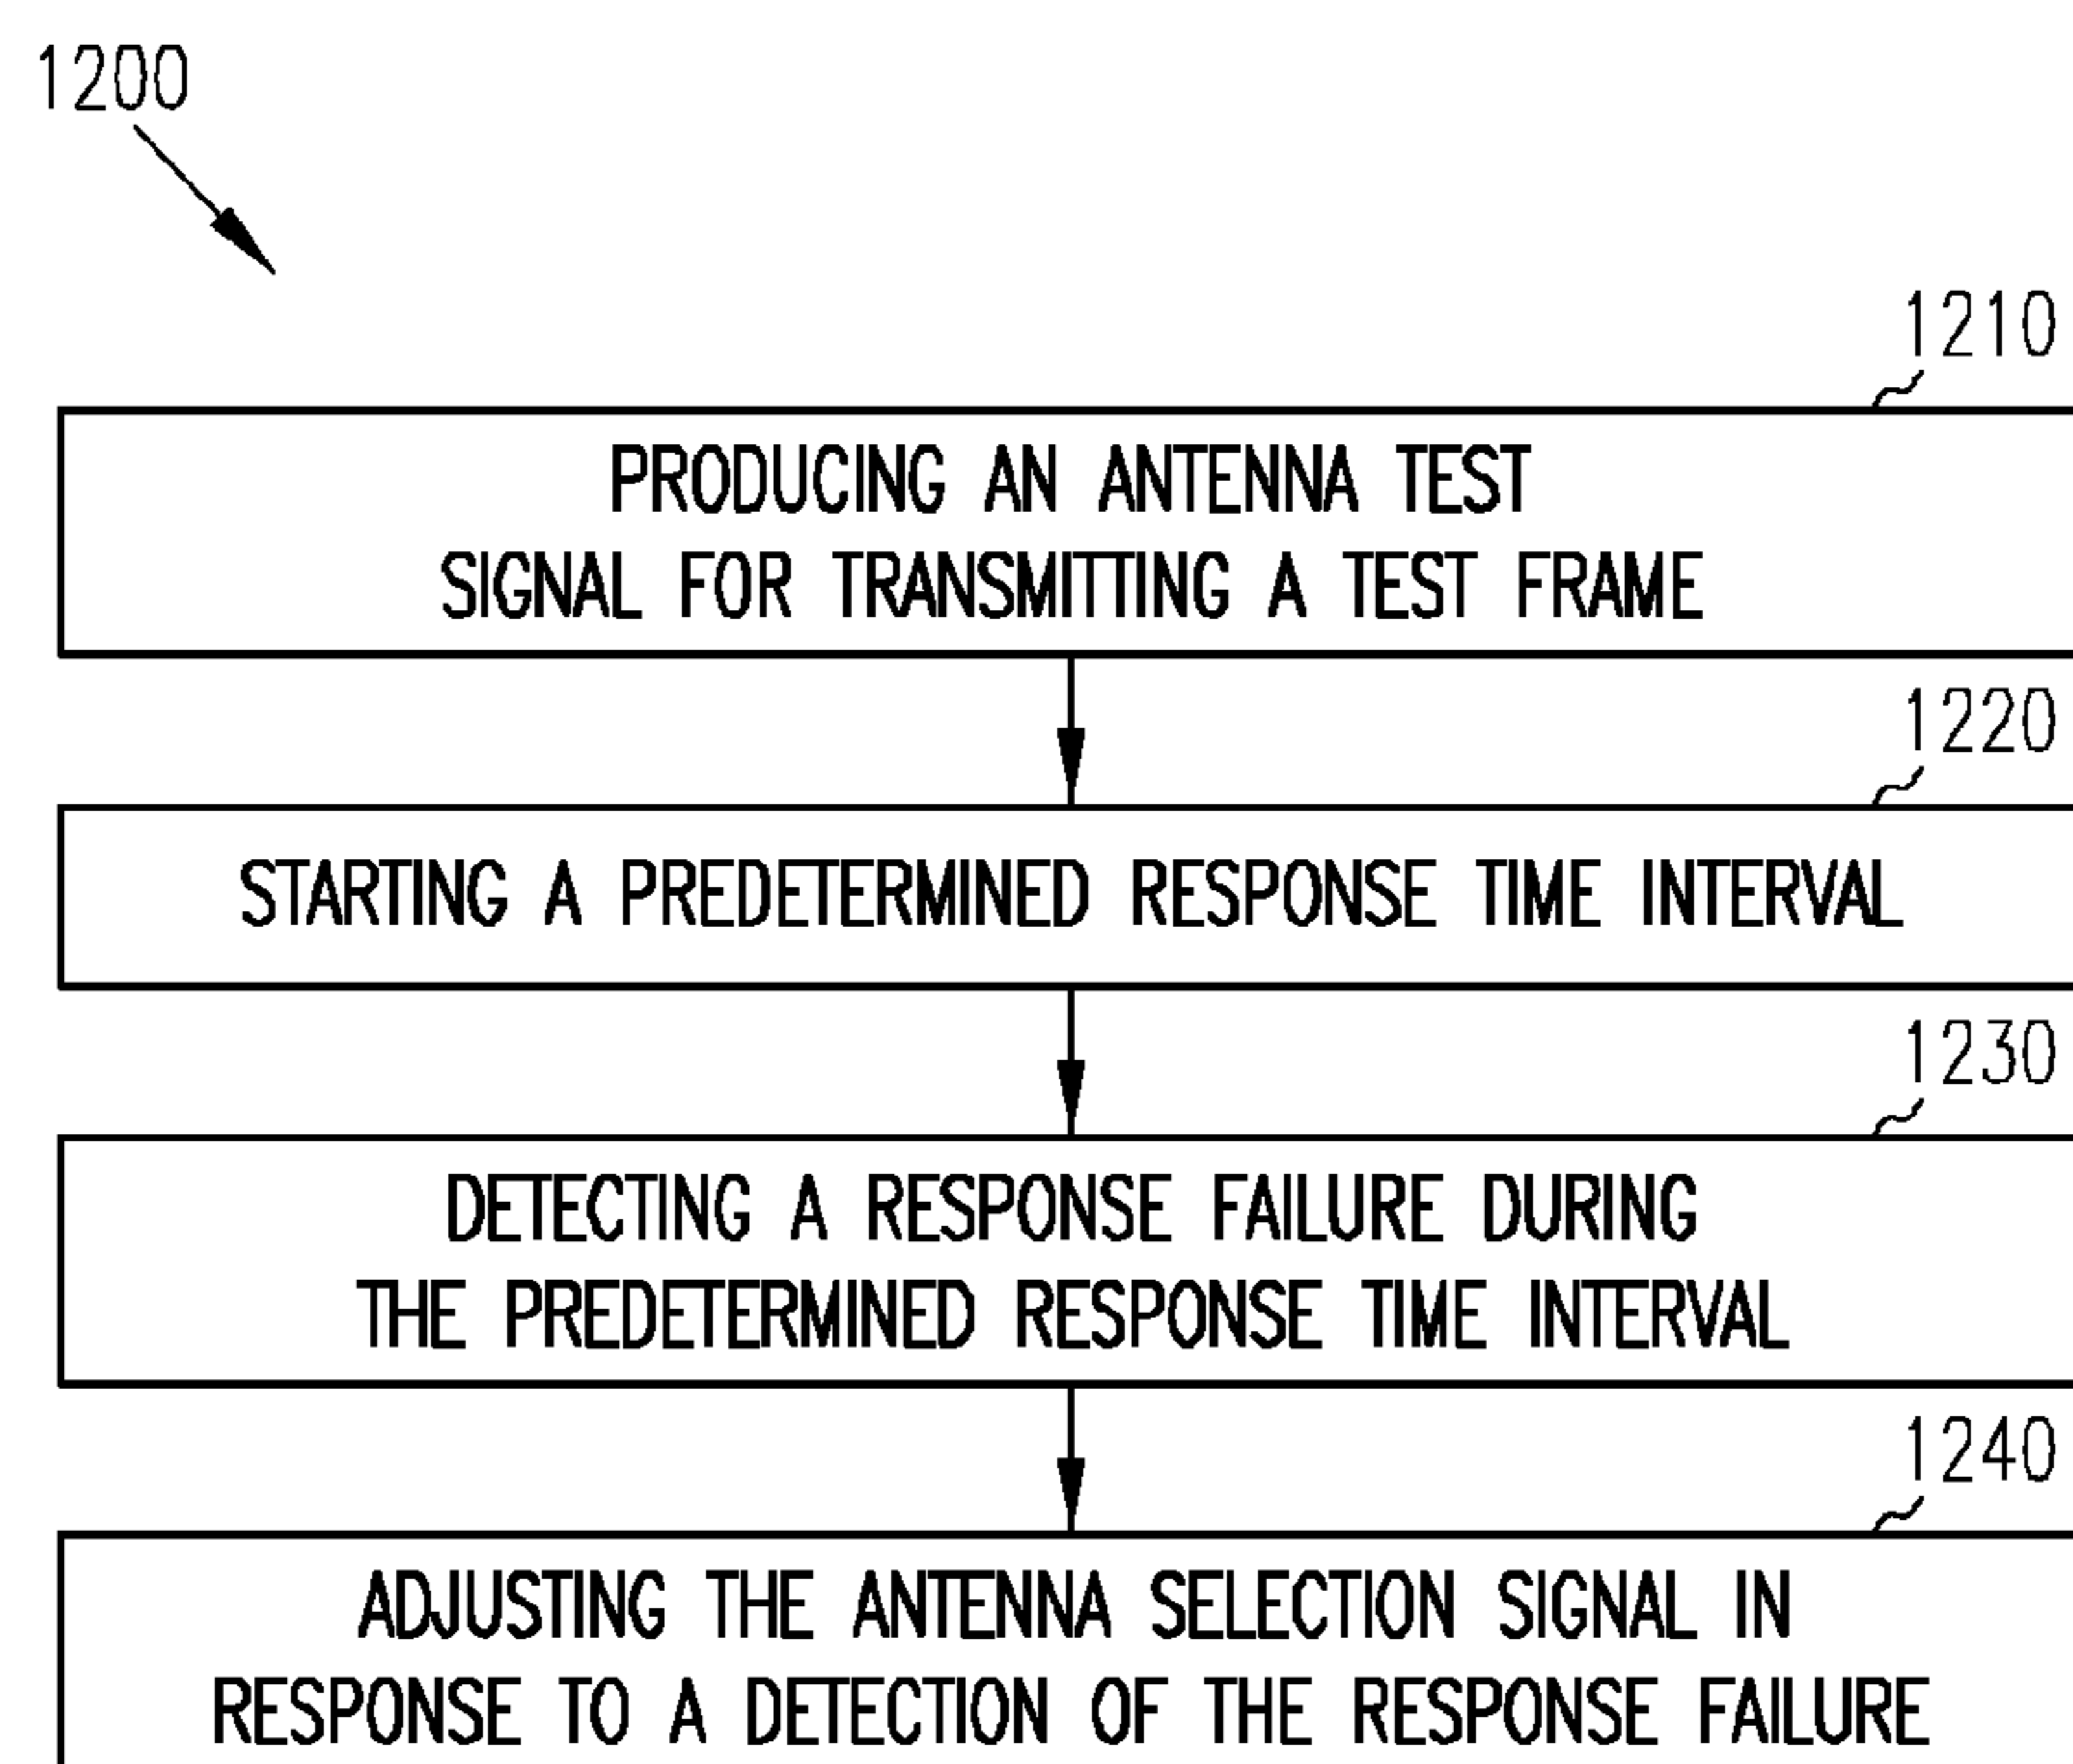 1200
1210
PRODUCING AN ANTENNA TEST
SIGNAL FOR TRANSMITTING A TEST FRAME
1220
STARTING A PREDETERMINED RESPONSE TIME INTERVAL
1230
DETECTING A RESPONSE FAILURE DURING
THE PREDETERMINED RESPONSE TIME INTERVAL
1240
ADJUSTING THE ANTENNA SELECTION SIGNAL IN
RESPONSE TO A DETECTION OF THE RESPONSE FAILURE